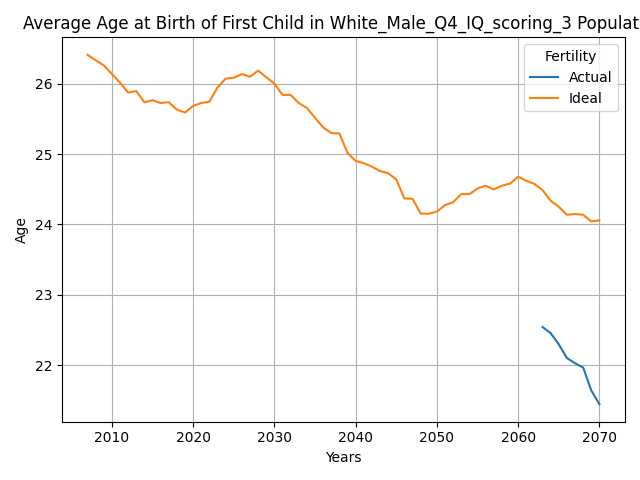 Average Age at Birth of First Child in White_Male_Q4_IQ_scoring_3 Populat
Fertility
Actual
Ideal
26
25
24
23
22
Age
2010 2020 2030 2040 2050 2060 2070
Years